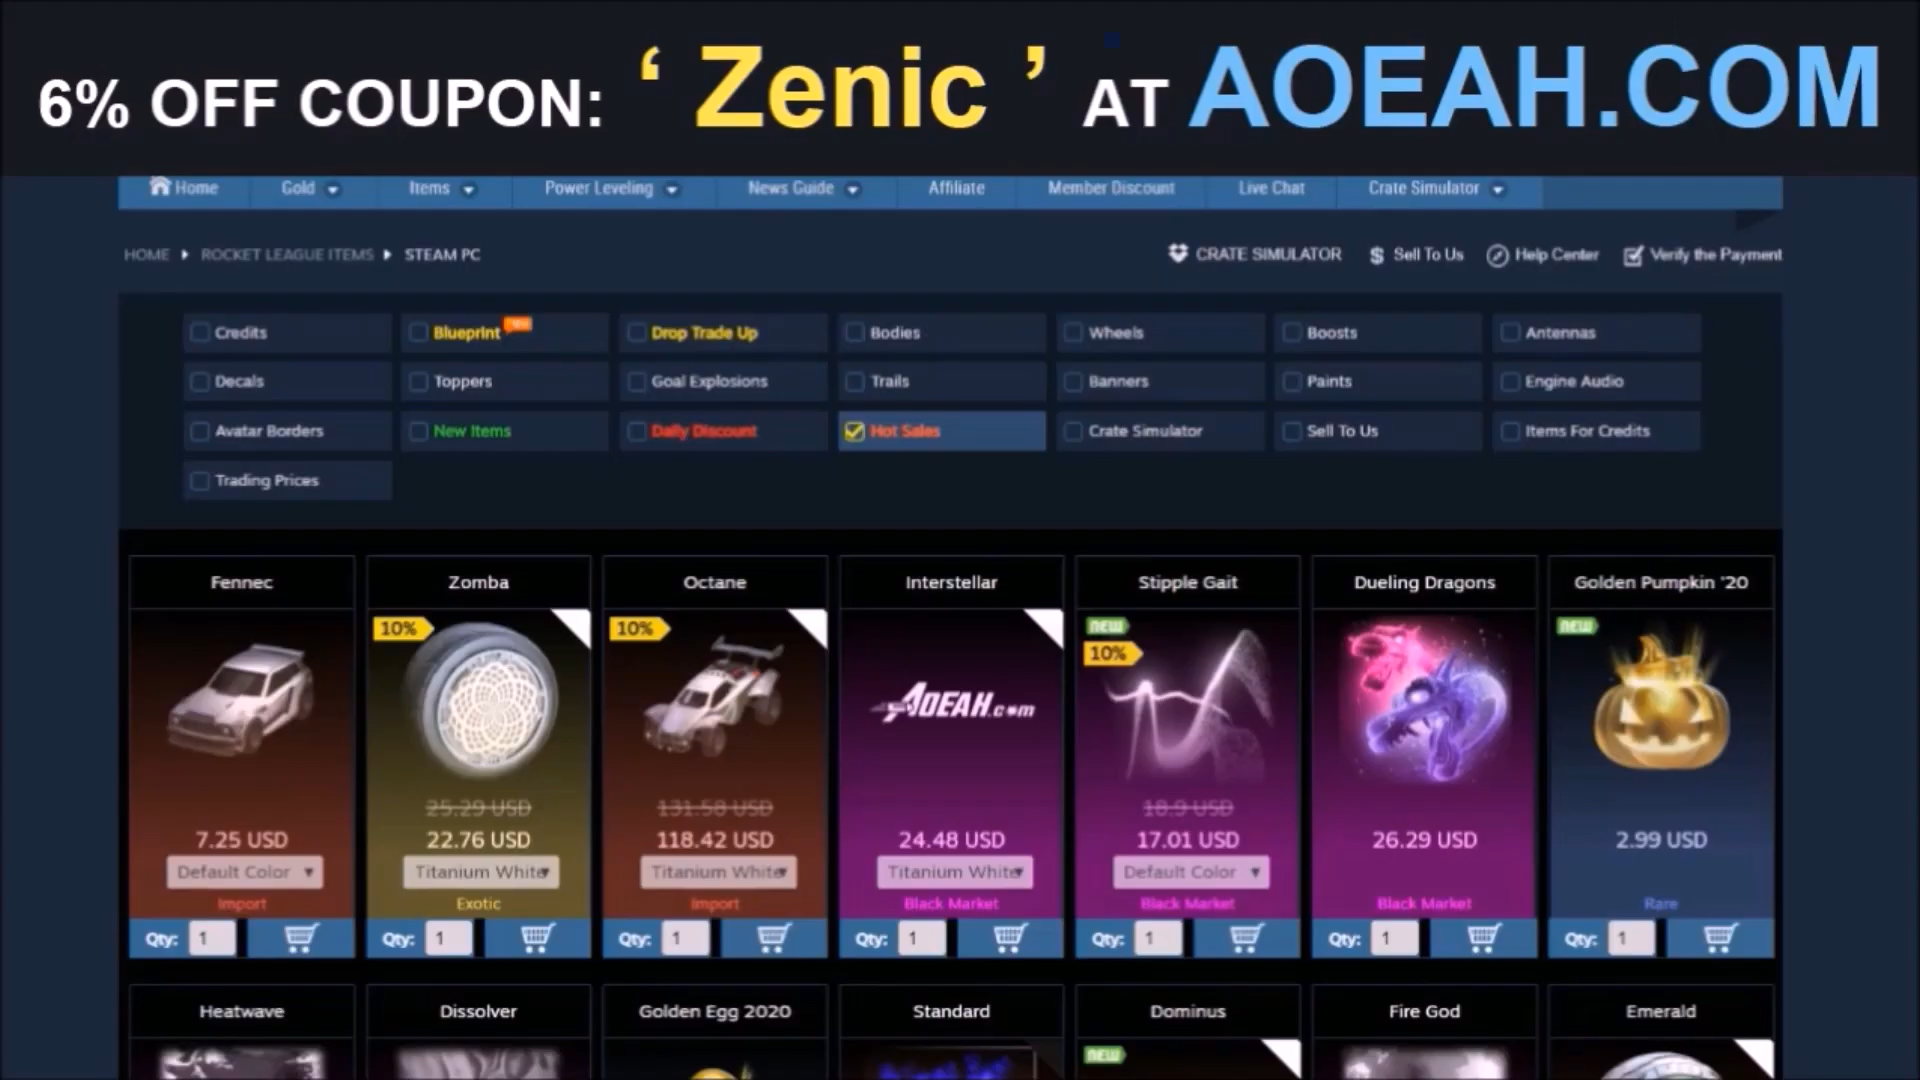 6% OFF COUPON: ‘ Zenic ’ AT AOEAH.COM
Home Gold Items Power Leveling News Guide Affiliate Member Discount Live Chat Crate Simulator
HOME ROCKET LEAGUE ITEMS STEAM PC CRATE SIMULATOR $ Sell To Us Help Center Verify the Payment
Credits Blueprint Drop Trade Up Bodies Wheels Boosts Antennas
Decals Toppers Goal Explosions Trails Banners Paints Engine Audio
Avatar Borders New Items Daily Discount Hot Sales Crate Simulator Sell To Us Items For Credits
Trading Prices
Fennec Zomba Octane Interstellar Stipple Gait Dueling Dragons Golden Pumpkin '20
10% 10% NEW NEW
10%
AOEAH.com
25.29 USD 131.58 USD 18.9 USD
7.25 USD 22.76 USD 118.42 USD 24.48 USD 17.01 USD 26.29 USD 2.99 USD
Default Color Titanium White Titanium White Titanium White Default Color
Import Exotic Import Black Market Black Market Black Market Rare
Qty: 1 Qty: 1 Qty: 1 Qty: 1 Qty: 1 Qty: 1 Qty: 1
Heatwave Dissolver Golden Egg 2020 Standard Dominus Fire God Emerald
NEW